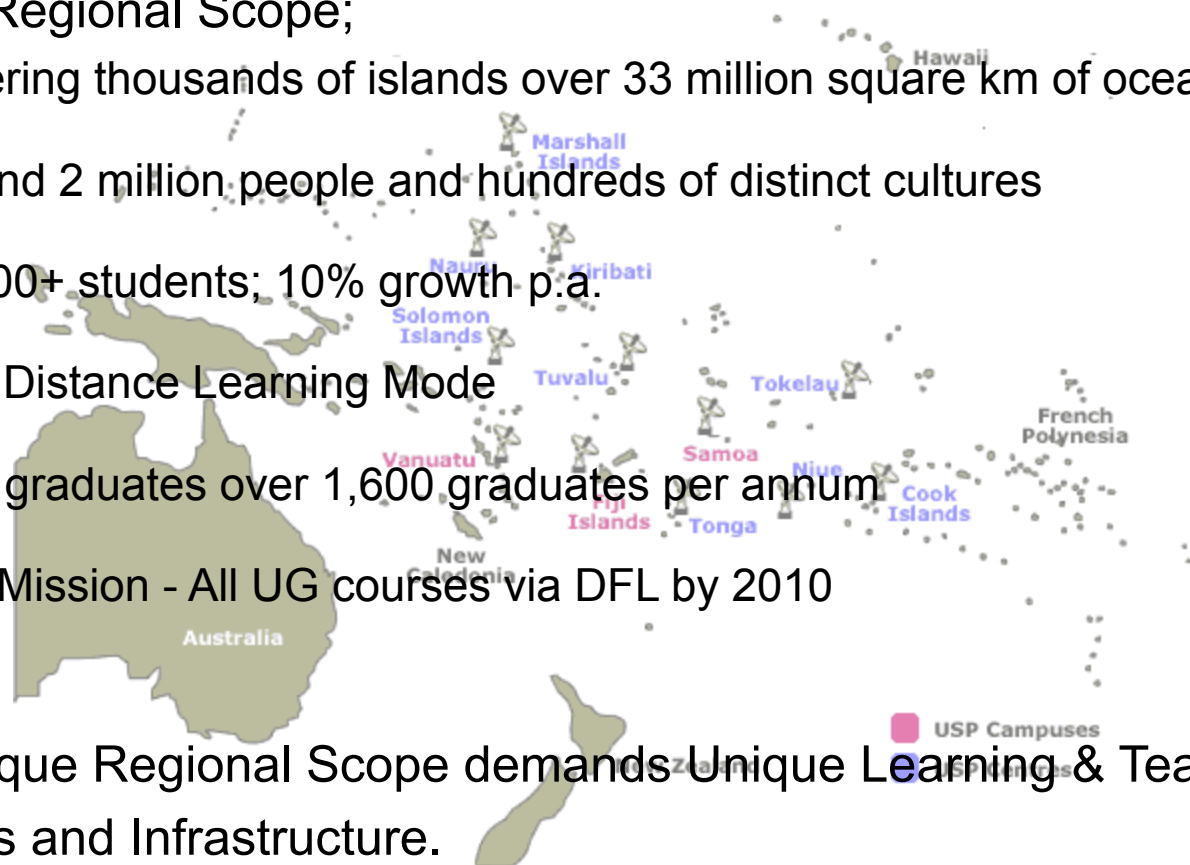 Regional Scope;
ering thousands of islands over 33 million square km of ocea
nd 2 million people and hundreds of distinct cultures
00+ students; 10% growth p.a.
Distance Learning Mode
graduates over 1,600 graduates per annum
Mission - All UG courses via DFL by 2010
que Regional Scope demands Unique Learning & Tea
s and Infrastructure.
Hawaii
Marshall
Islands
Nauru
Kiribati
Solomon
Islands
Tuvalu
Tokelau
French
Polynesia
Vanuatu
Samoa
Niue
Cook
Islands
Fiji
Islands
Tonga
New
Caledonia
Australia
New Zealand
USP Campuses
USP Centres